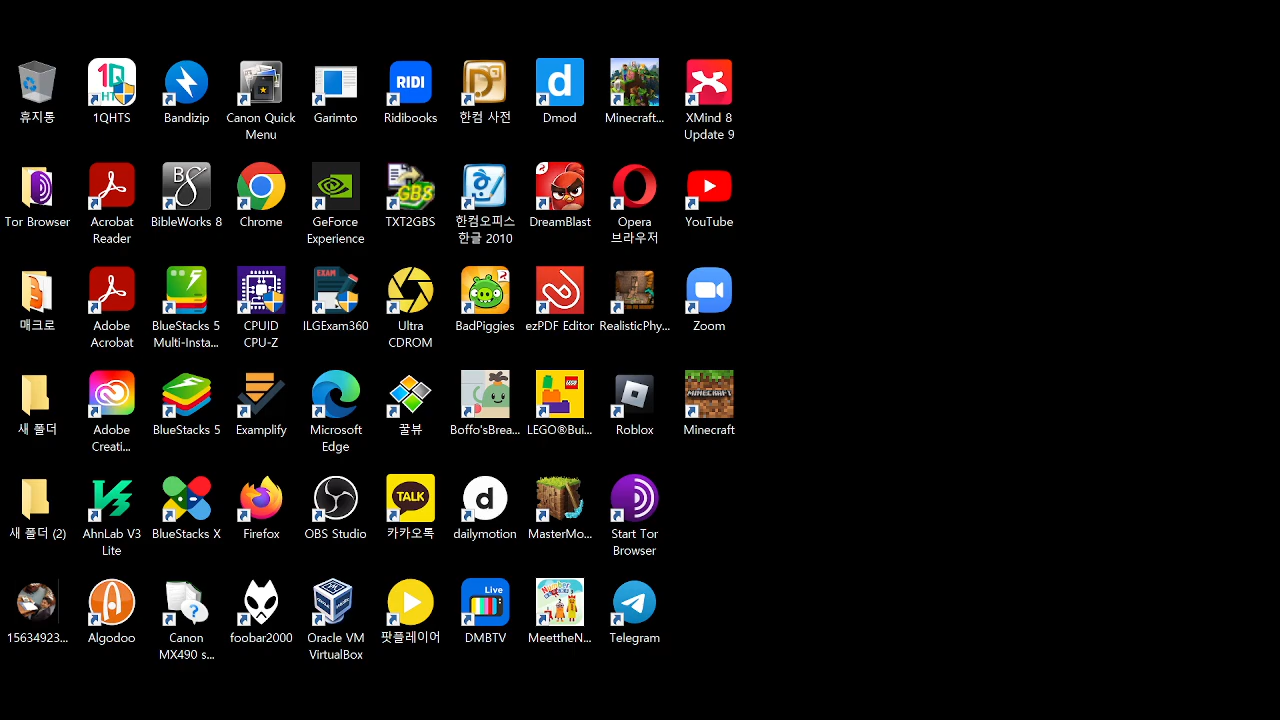 휴지통
1QHTS
Bandizip
Canon Quick
Menu
Garimto
Ridibooks
한컴 사전
Dmod
Minecraft...
XMind 8
Update 9
Tor Browser
Acrobat
Reader
BibleWorks 8
Chrome
GeForce
Experience
TXT2GBS
한컴오피스
한글 2010
DreamBlast
Opera
브라우저
YouTube
매크로
Adobe
Acrobat
BlueStacks 5
Multi-Insta...
CPUID
CPU-Z
ILGExam360
Ultra
CDROM
BadPiggies
ezPDF Editor
RealisticPhy...
Zoom
새 폴더
Adobe
Creati...
BlueStacks 5
Examplify
Microsoft
Edge
꿀뷰
Boffo'sBrea...
LEGO®Bui...
Roblox
Minecraft
새 폴더 (2)
AhnLab V3
Lite
BlueStacks X
Firefox
OBS Studio
카카오톡
dailymotion
MasterMo...
Start Tor
Browser
Telegram
15634923...
Algodoo
Canon
MX490 s...
foobar2000
Oracle VM
VirtualBox
팟플레이어
DMBTV
MeettheN...